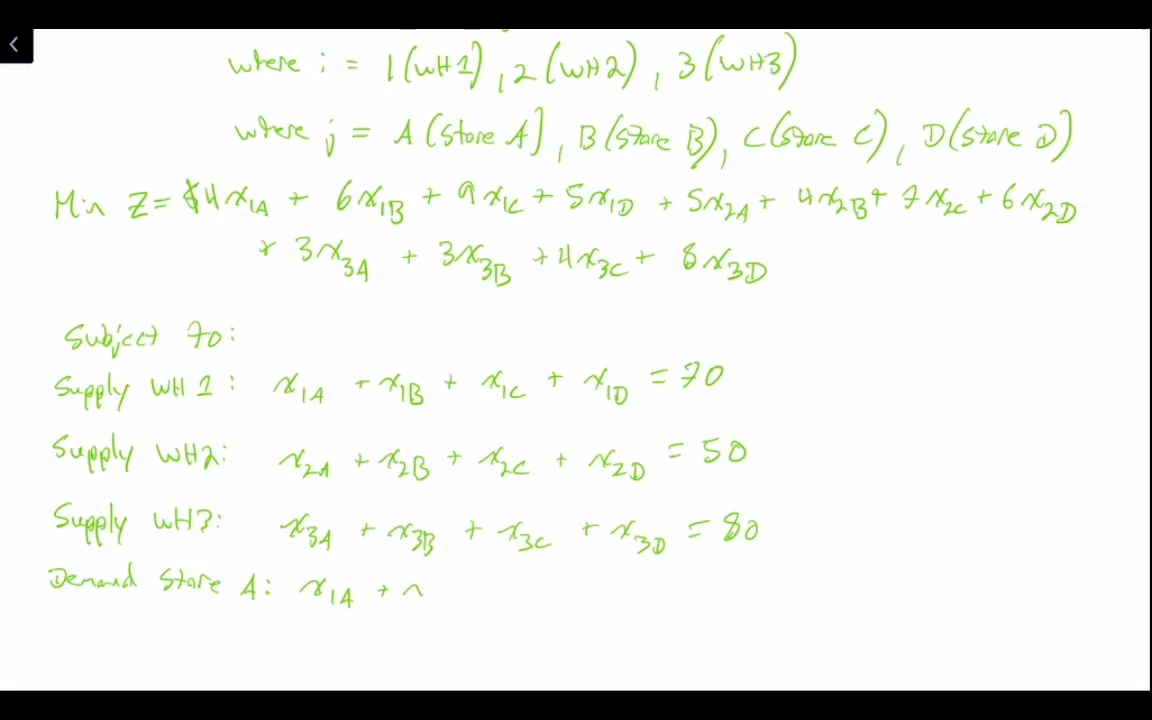 where i = 1 (WH1), 2 (WH2), 3 (WH3)
where j = A (Store A), B (Store B), C (Store C), D (Store D)
Min Z = 4x1A + 6x1B + 9x1C + 5x1D + 5x2A + 4x2B + 7x2C + 6x2D
+ 3x3A + 3x3B + 4x3C + 8x3D
Subject To:
Supply WH 1: x1A + x1B + x1C + x1D = 70
Supply WH2: x2A + x2B + x2C + x2D = 50
Supply WH3: x3A + x3B + x3C + x3D = 80
Demand Store A: x1A +